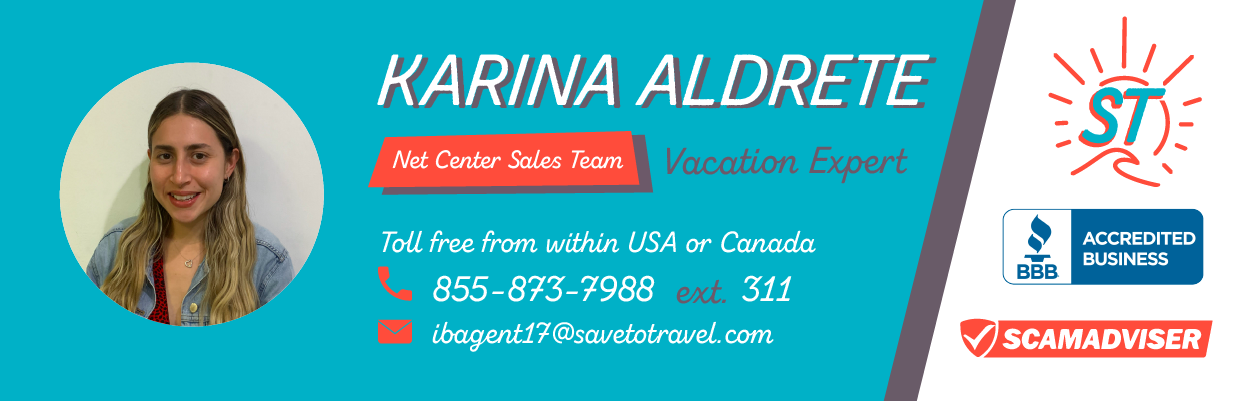 KARINA ALDRETE
Net Center Sales Team
Vacation Expert
Toll free from within USA or Canada
855-873-7988 ext. 311
ibagent17@savetotravel.com
ST
BBB
ACCREDITED
BUSINESS
SCAMADVISER